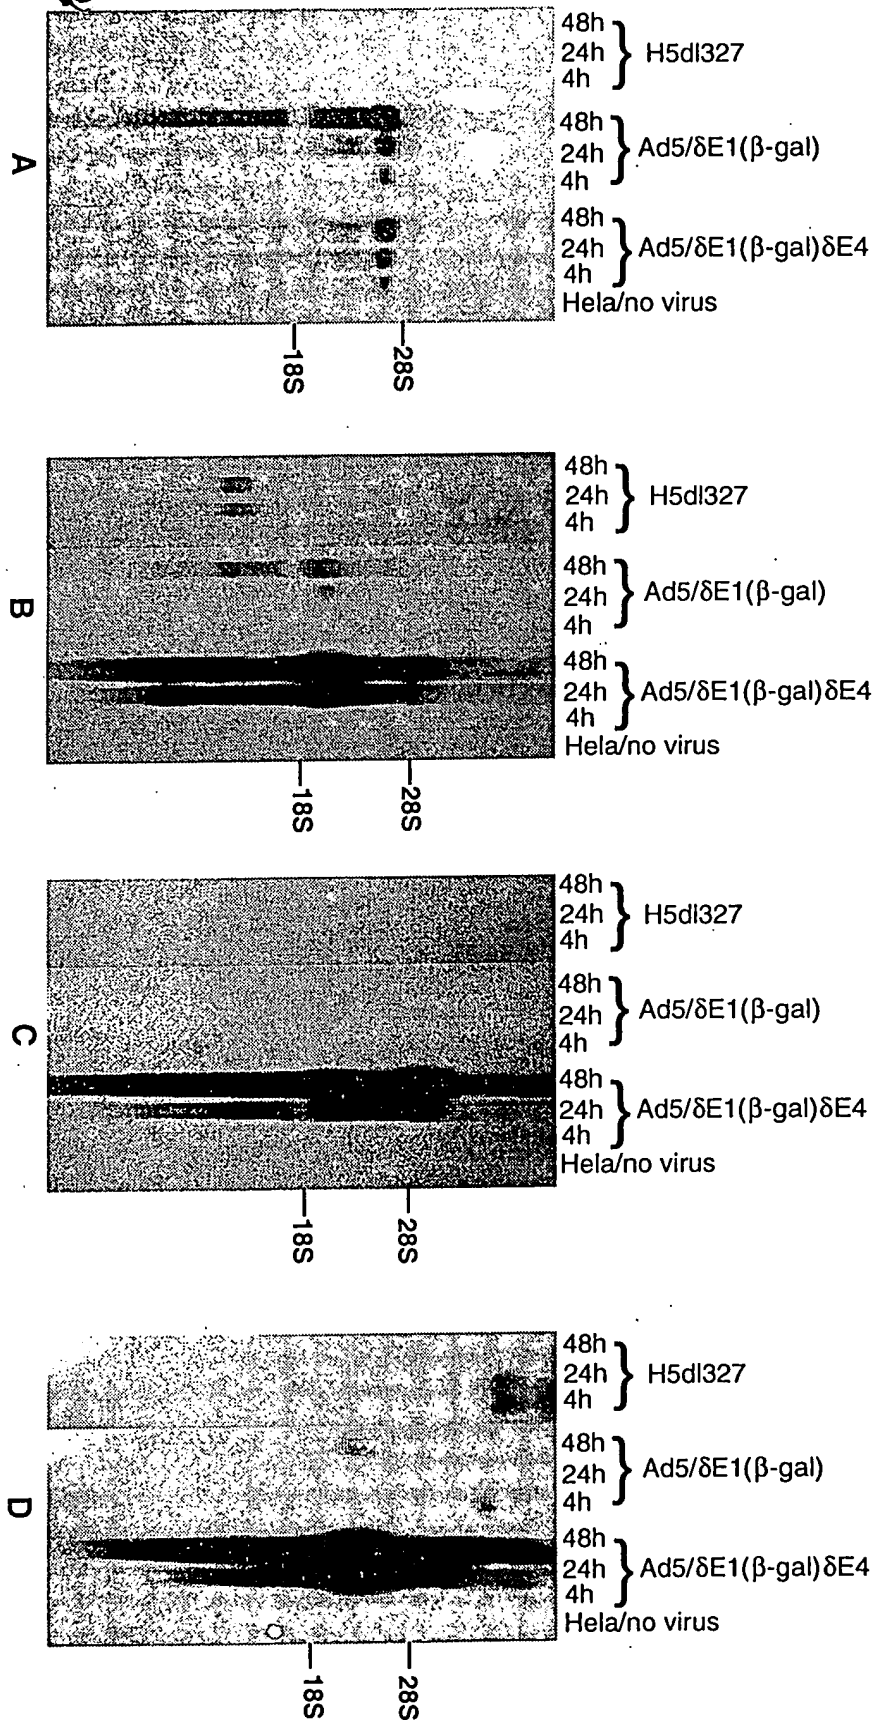 48h
24h
4h
H5dl327
48h
24h
4h
Ad5/δE1(β-gal)
48h
24h
4h
Ad5/δE1(β-gal)δE4
Hela/no virus
18S
28S
A
48h
24h
4h
H5dl327
48h
24h
4h
Ad5/δE1(β-gal)
48h
24h
4h
Ad5/δE1(β-gal)δE4
Hela/no virus
18S
28S
B
48h
24h
4h
H5dl327
48h
24h
4h
Ad5/δE1(β-gal)
48h
24h
4h
Ad5/δE1(β-gal)δE4
Hela/no virus
18S
28S
C
48h
24h
4h
H5dl327
48h
24h
4h
Ad5/δE1(β-gal)
48h
24h
4h
Ad5/δE1(β-gal)δE4
Hela/no virus
18S
28S
D